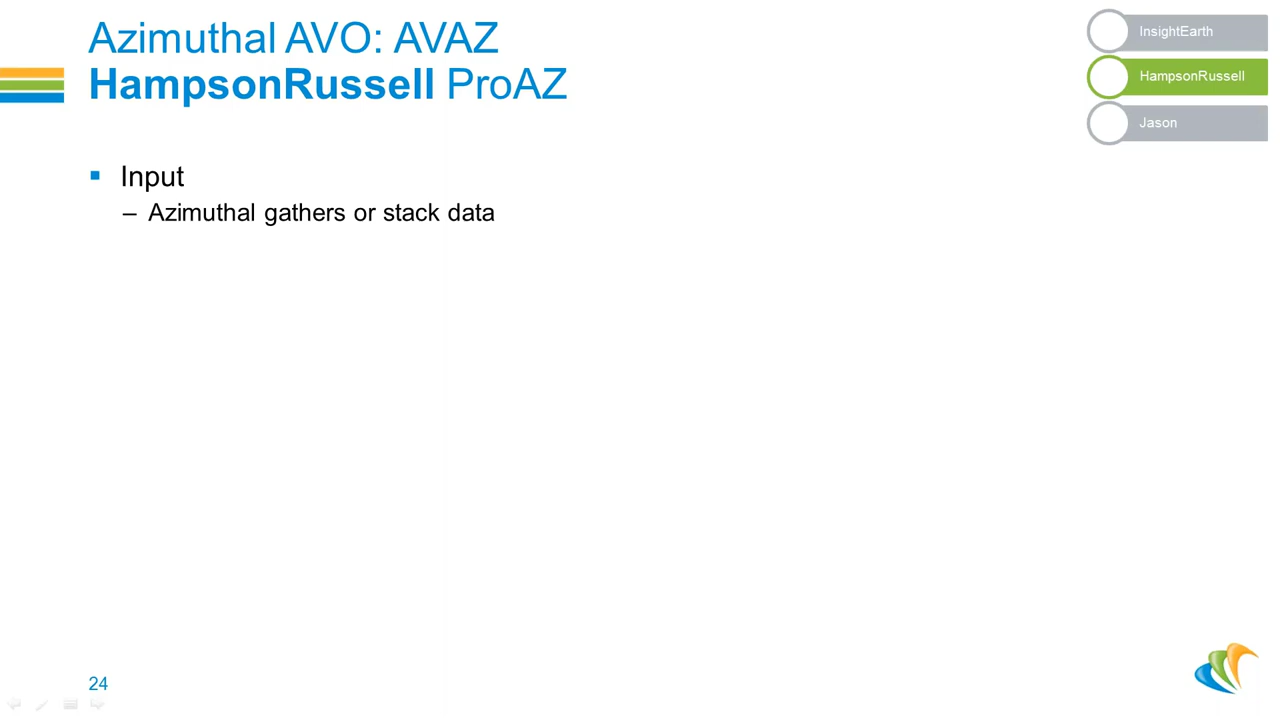 Azimuthal AVO: AVAZ
HampsonRussell ProAZ
InsightEarth
HampsonRussell
Jason
▪ Input
– Azimuthal gathers or stack data
24